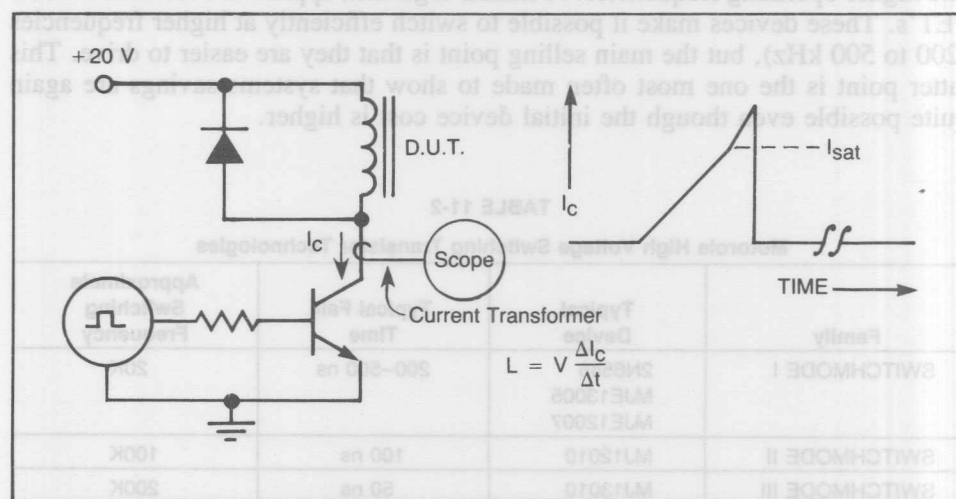 ET's. These devices make it possible to switch efficiently at higher frequencies
200 to 500 kHz), but the main selling point is that they are easier to drive. This
atter point is the one most often made to show that system savings are again
uite possible even though the initial device cost is higher.
+20
D.U.T.
I_C
Scope
Current Transformer
L = V ΔI_C/Δt
I_C
I_sat
TIME
TABLE 11-2
Motorola High Voltage Switching Transistor Technologies
Family
Typical Device
Typical Fall Time
Approximate Switching Frequency
SWITCHMODE I
MJE13005
MJE12007
200–500 ns
20K
SWITCHMODE II
MJ12010
100 ns
100K
SWITCHMODE III
MJ13010
50 ns
200K